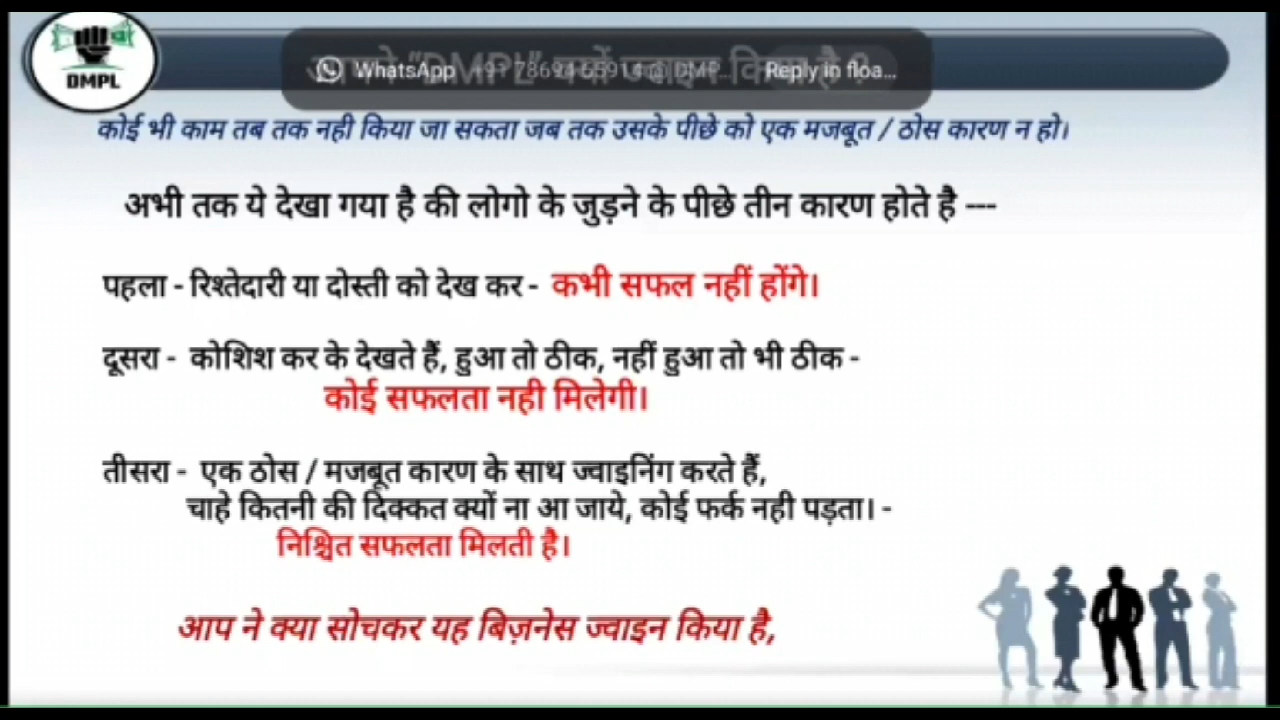 DMPL
WhatsApp Reply in floa...
कोई भी काम तब तक नही किया जा सकता जब तक उसके पीछे को एक मजबूत / ठोस कारण न हो।
अभी तक ये देखा गया है की लोगो के जुड़ने के पीछे तीन कारण होते है ---
पहला - रिश्तेदारी या दोस्ती को देख कर - कभी सफल नहीं होंगे।
दूसरा - कोशिश कर के देखते हैं, हुआ तो ठीक, नहीं हुआ तो भी ठीक -
कोई सफलता नही मिलेगी।
तीसरा - एक ठोस / मजबूत कारण के साथ ज्वाइनिंग करते हैं,
चाहे कितनी की दिक्कत क्यों ना आ जाये, कोई फर्क नही पड़ता। -
निश्चित सफलता मिलती है।
आप ने क्या सोचकर यह बिज़नेस ज्वाइन किया है,